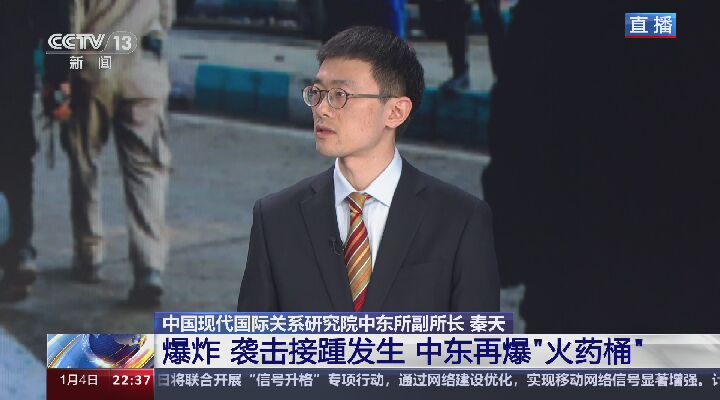 CCTV 13
新闻
直播
中国现代国际关系研究院中东所副所长 秦天
爆炸 袭击接踵发生 中东再爆"火药桶"
1月4日 22:37 日将联合开展"信号升格"专项行动，通过网络建设优化，实现移动网络信号显著增强。计